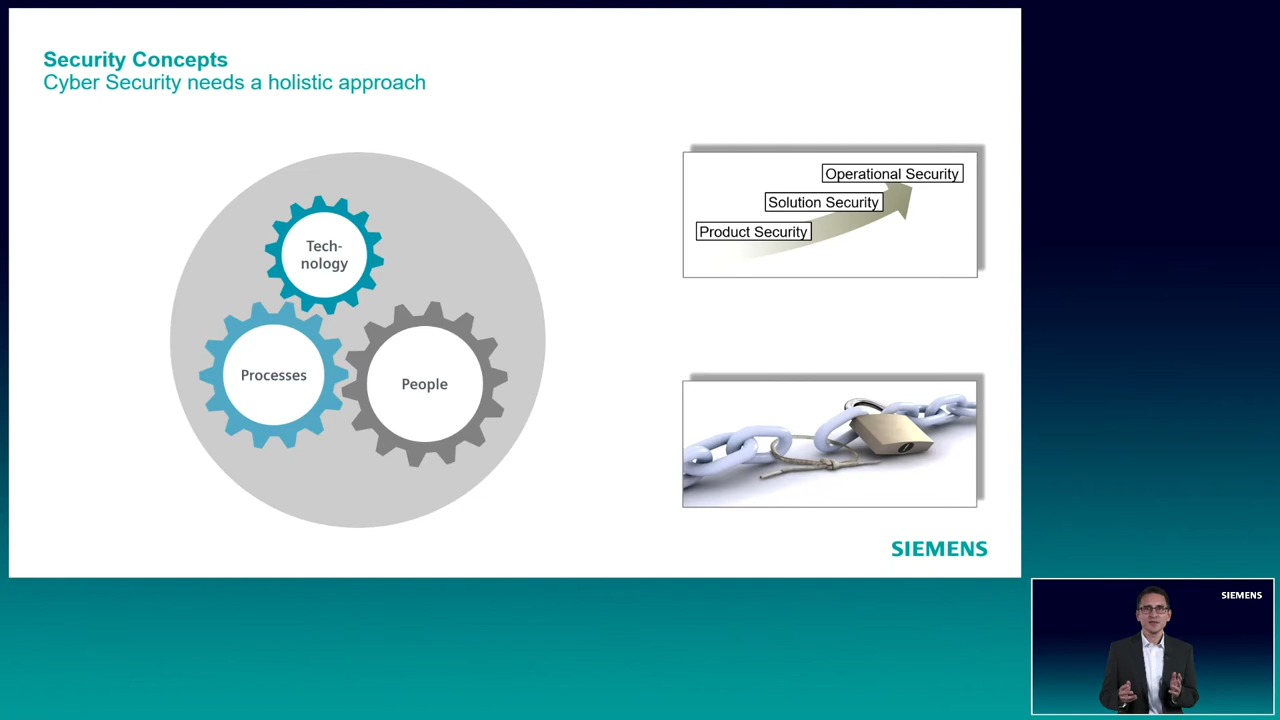 Security Concepts
Cyber Security needs a holistic approach
Tech-
nology
Processes
People
Operational Security
Solution Security
Product Security
SIEMENS
SIEMENS